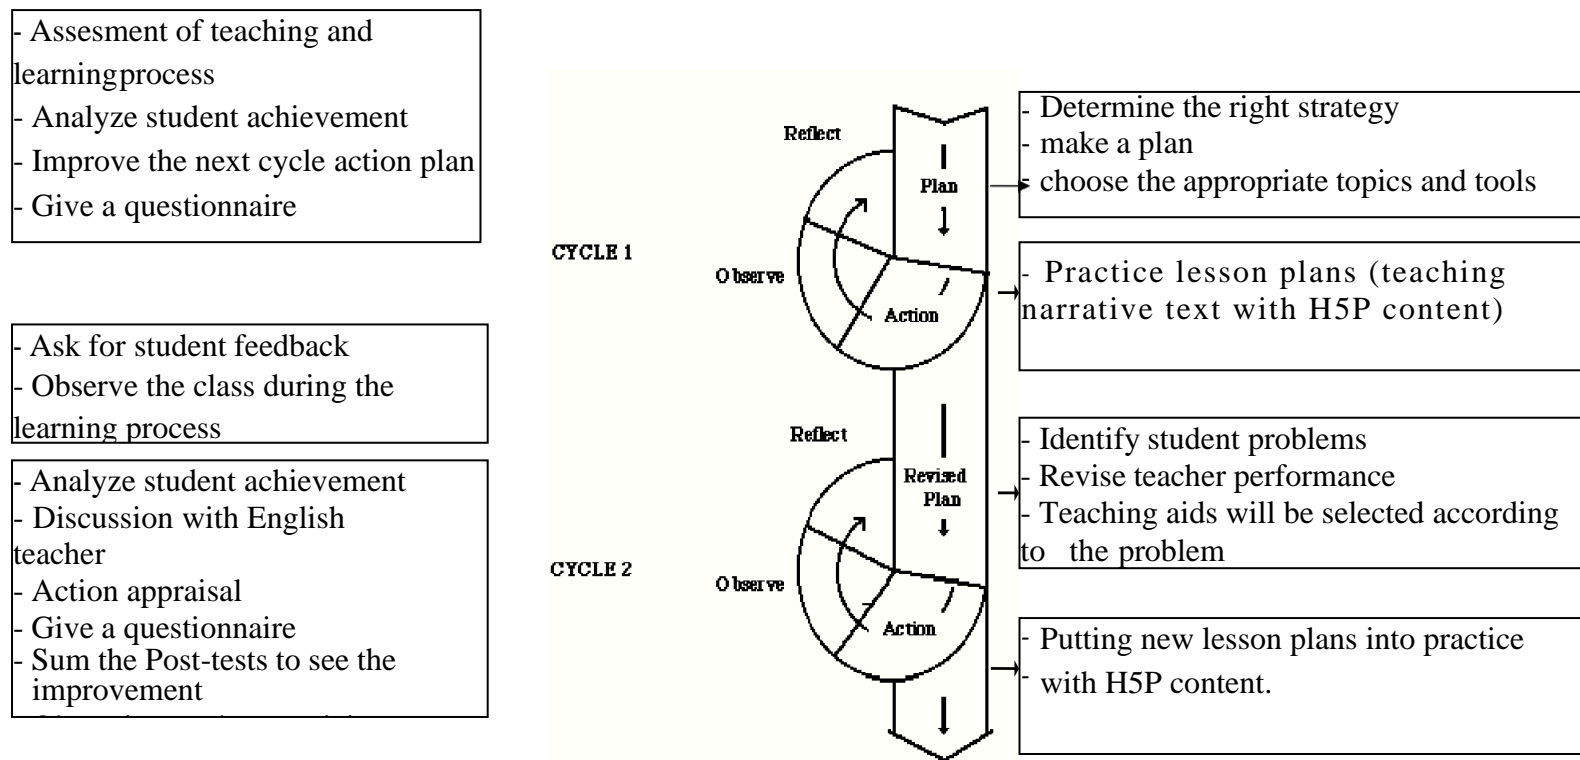 - Assesment of teaching and
learningprocess
- Analyze student achievement
- Improve the next cycle action plan
- Give a questionnaire
- Ask for student feedback
- Observe the class during the
learning process
- Analyze student achievement
- Discussion with English
teacher
- Action appraisal
- Give a questionnaire
- Sum the Post-tests to see the
improvement
CYCLE 1
Reflect
Plan
Observe
Action
CYCLE 2
Reflect
Revised
Plan
Observe
Action
- Determine the right strategy
- make a plan
- choose the appropriate topics and tools
- Practice lesson plans (teaching
narrative text with H5P content)
- Identify student problems
- Revise teacher performance
- Teaching aids will be selected according
to the problem
- Putting new lesson plans into practice
- with H5P content.